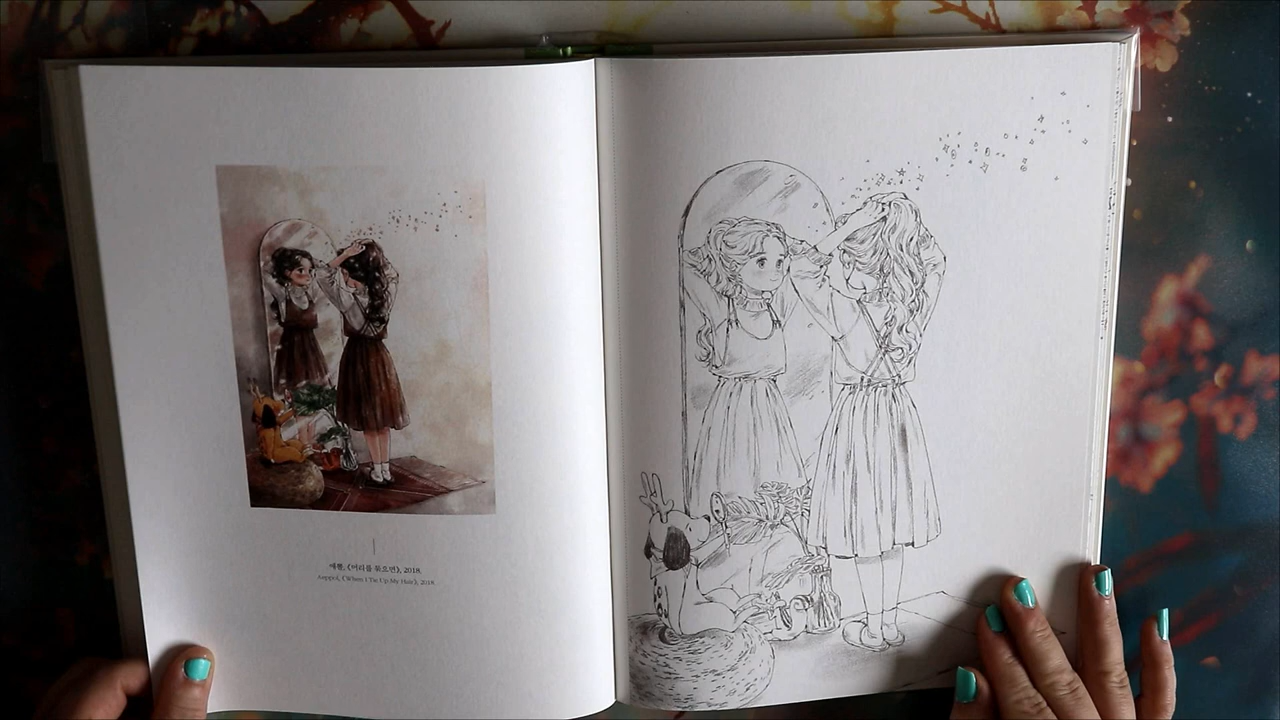 애뽈, 《머리를 묶으면》, 2018.
Aeppol, 《When I Tie Up My Hair》, 2018.